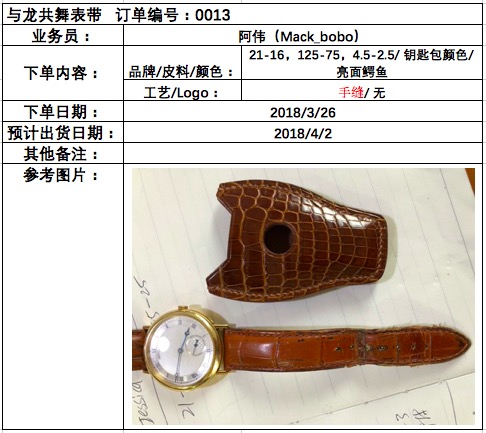 与龙共舞表带 订单编号：0013
业务员： 阿伟（Mack_bobo）
下单内容： 品牌/皮料/颜色： 21-16，125-75，4.5-2.5/ 钥匙包颜色/
亮面鳄鱼
工艺/Logo： 手缝/ 无
下单日期： 2018/3/26
预计出货日期： 2018/4/2
其他备注：
参考图片：
Jessica